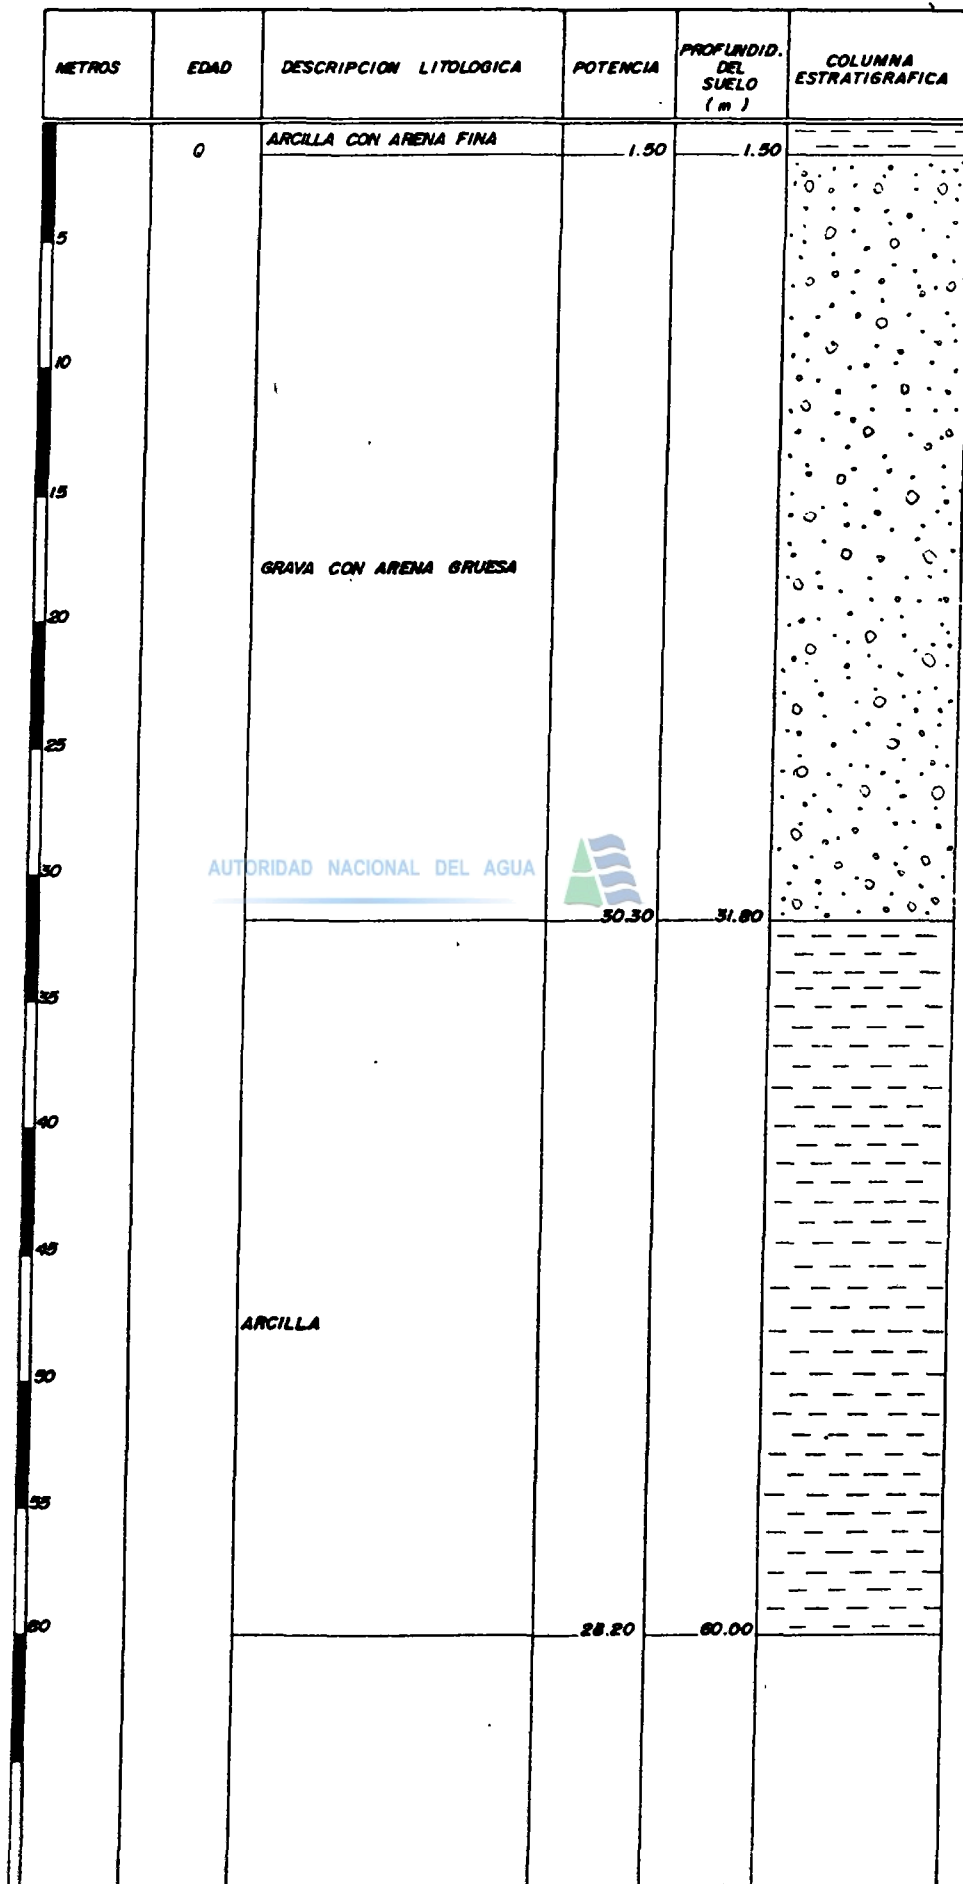 METROS
EDAD
DESCRIPCION LITOLOGICA
POTENCIA
PROFUNDID.
DEL
SUELO
(m)
COLUMNA
ESTRATIGRAFICA
Q
ARCILLA CON ARENA FINA
1.50
1.50
5
10
15
GRAVA CON ARENA GRUESA
20
25
AUTORIDAD NACIONAL DEL AGUA
30
30.30
31.80
35
40
45
ARCILLA
50
55
60
28.20
60.00